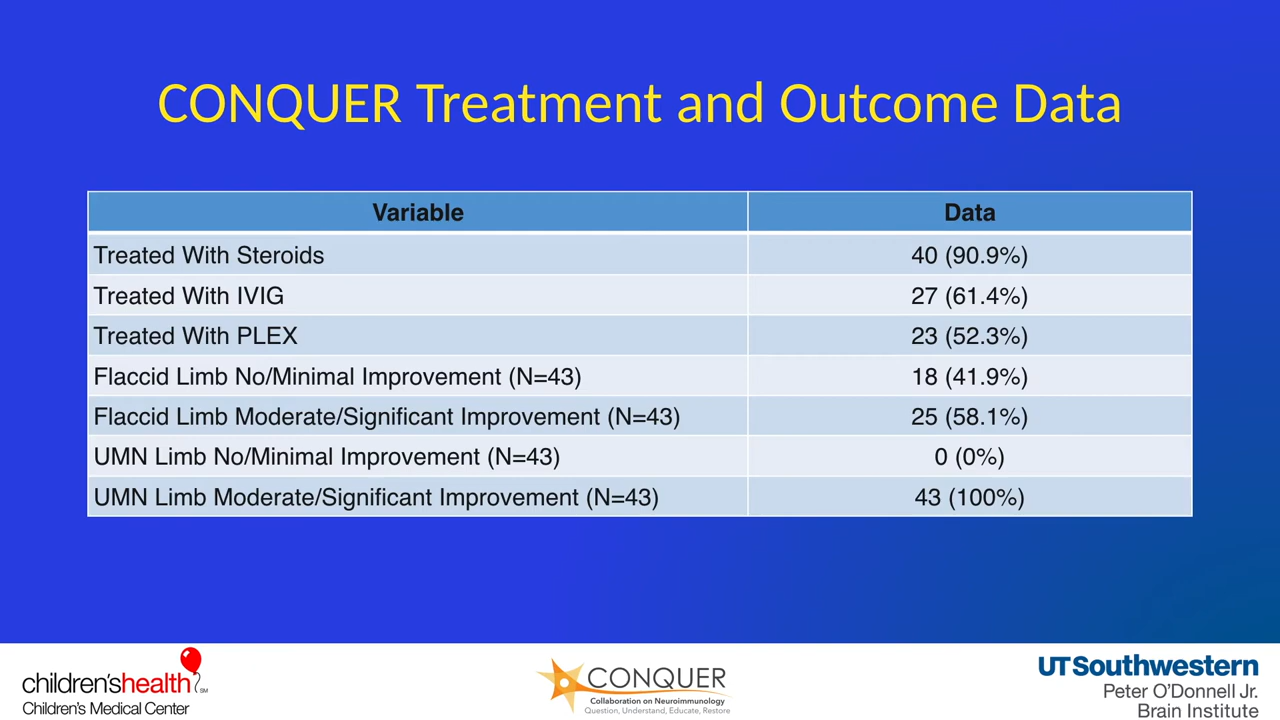 CONQUER Treatment and Outcome Data
Variable Data
Treated With Steroids 40 (90.9%)
Treated With IVIG 27 (61.4%)
Treated With PLEX 23 (52.3%)
Flaccid Limb No/Minimal Improvement (N=43) 18 (41.9%)
Flaccid Limb Moderate/Significant Improvement (N=43) 25 (58.1%)
UMN Limb No/Minimal Improvement (N=43) 0 (0%)
UMN Limb Moderate/Significant Improvement (N=43) 43 (100%)
children'shealth SM
Children's Medical Center
CONQUER
Collaboration on Neuroimmunology
Question, Understand, Educate, Restore
UTSouthwestern
Peter O'Donnell Jr.
Brain Institute